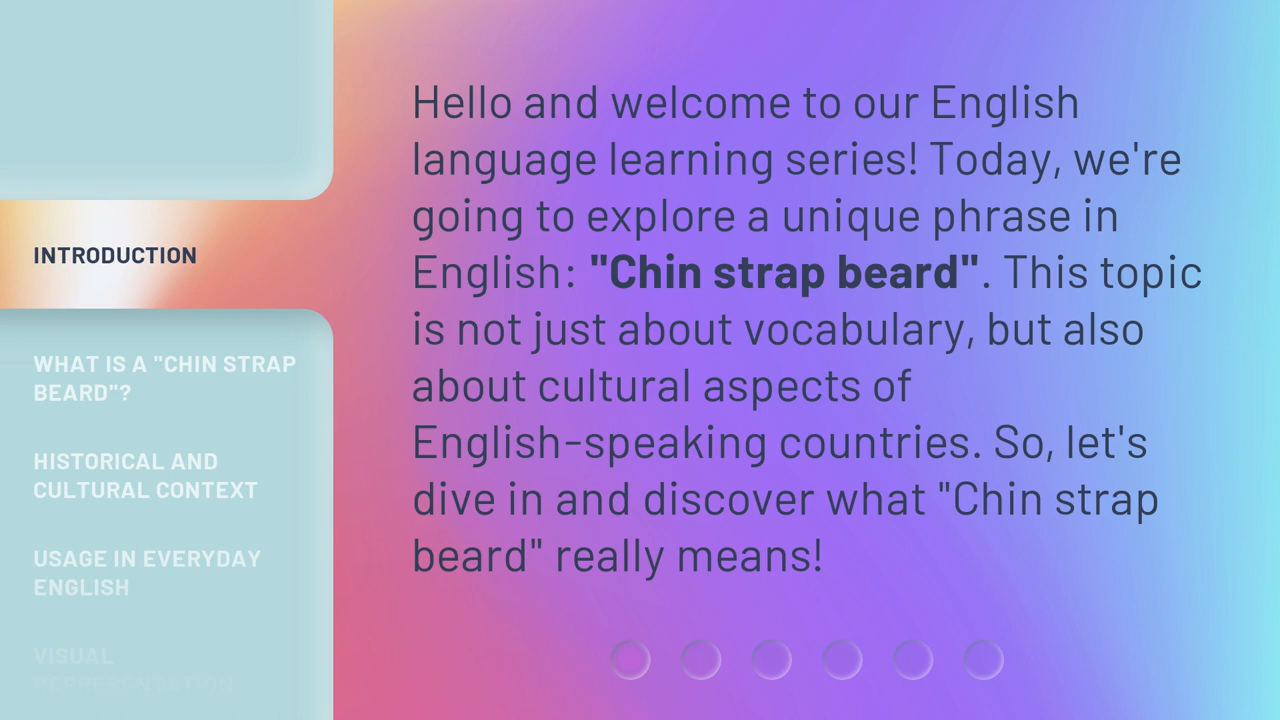 INTRODUCTION
WHAT IS A "CHIN STRAP
BEARD"?
HISTORICAL AND
CULTURAL CONTEXT
USAGE IN EVERYDAY
ENGLISH
VISUAL
Hello and welcome to our English
language learning series! Today, we're
going to explore a unique phrase in
English: "Chin strap beard". This topic
is not just about vocabulary, but also
about cultural aspects of
English-speaking countries. So, let's
dive in and discover what "Chin strap
beard" really means!